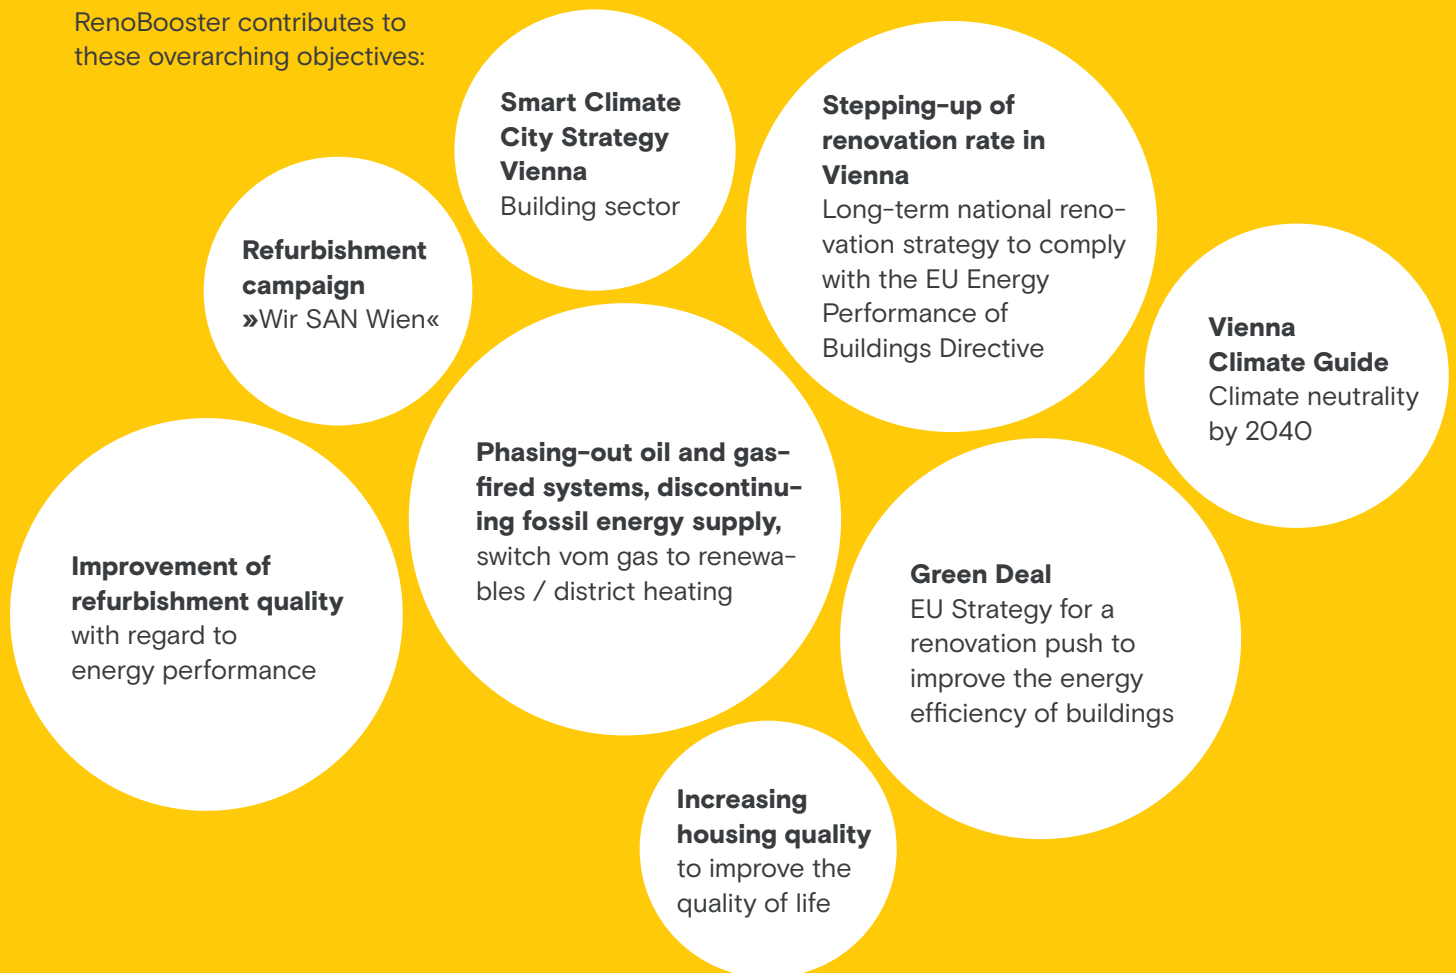 RenoBooster contributes to
these overarching objectives:
Smart Climate
City Strategy
Vienna
Building sector
Stepping-up of
renovation rate in
Vienna
Long-term national reno-
vation strategy to comply
with the EU Energy
Performance of
Buildings Directive
Refurbishment
campaign
»Wir SAN Wien«
Vienna
Climate Guide
Climate neutrality
by 2040
Phasing-out oil and gas-
fired systems, discontinu-
ing fossil energy supply,
switch vom gas to renewa-
bles / district heating
Improvement of
refurbishment quality
with regard to
energy performance
Green Deal
EU Strategy for a
renovation push to
improve the energy
efficiency of buildings
Increasing
housing quality
to improve the
quality of life